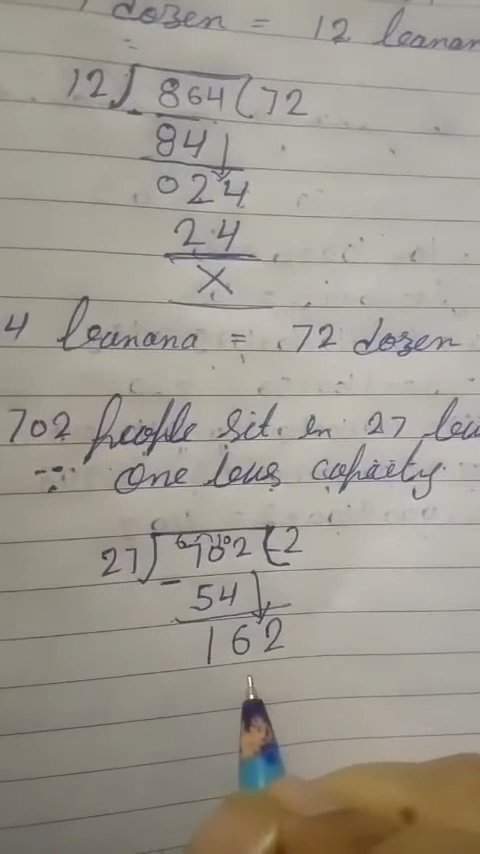 dozen = 12
12) 864 (72
84
024
24
X
4 = 72 dozen
702 people sit in 27
∵ One capacity
27) 702 (2
54
162